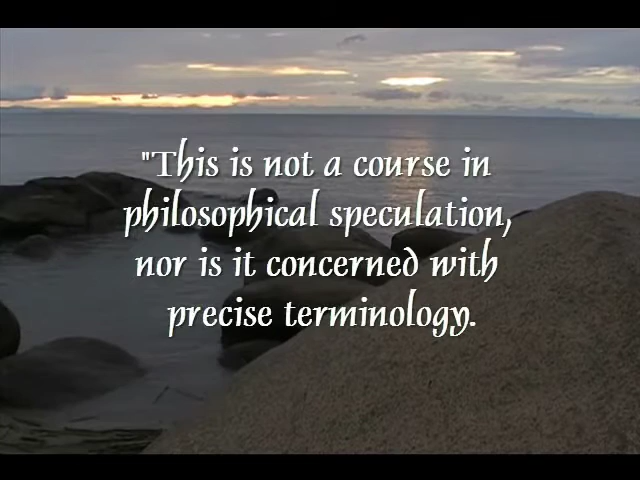 "This is not a course in
philosophical speculation,
nor is it concerned with
precise terminology.